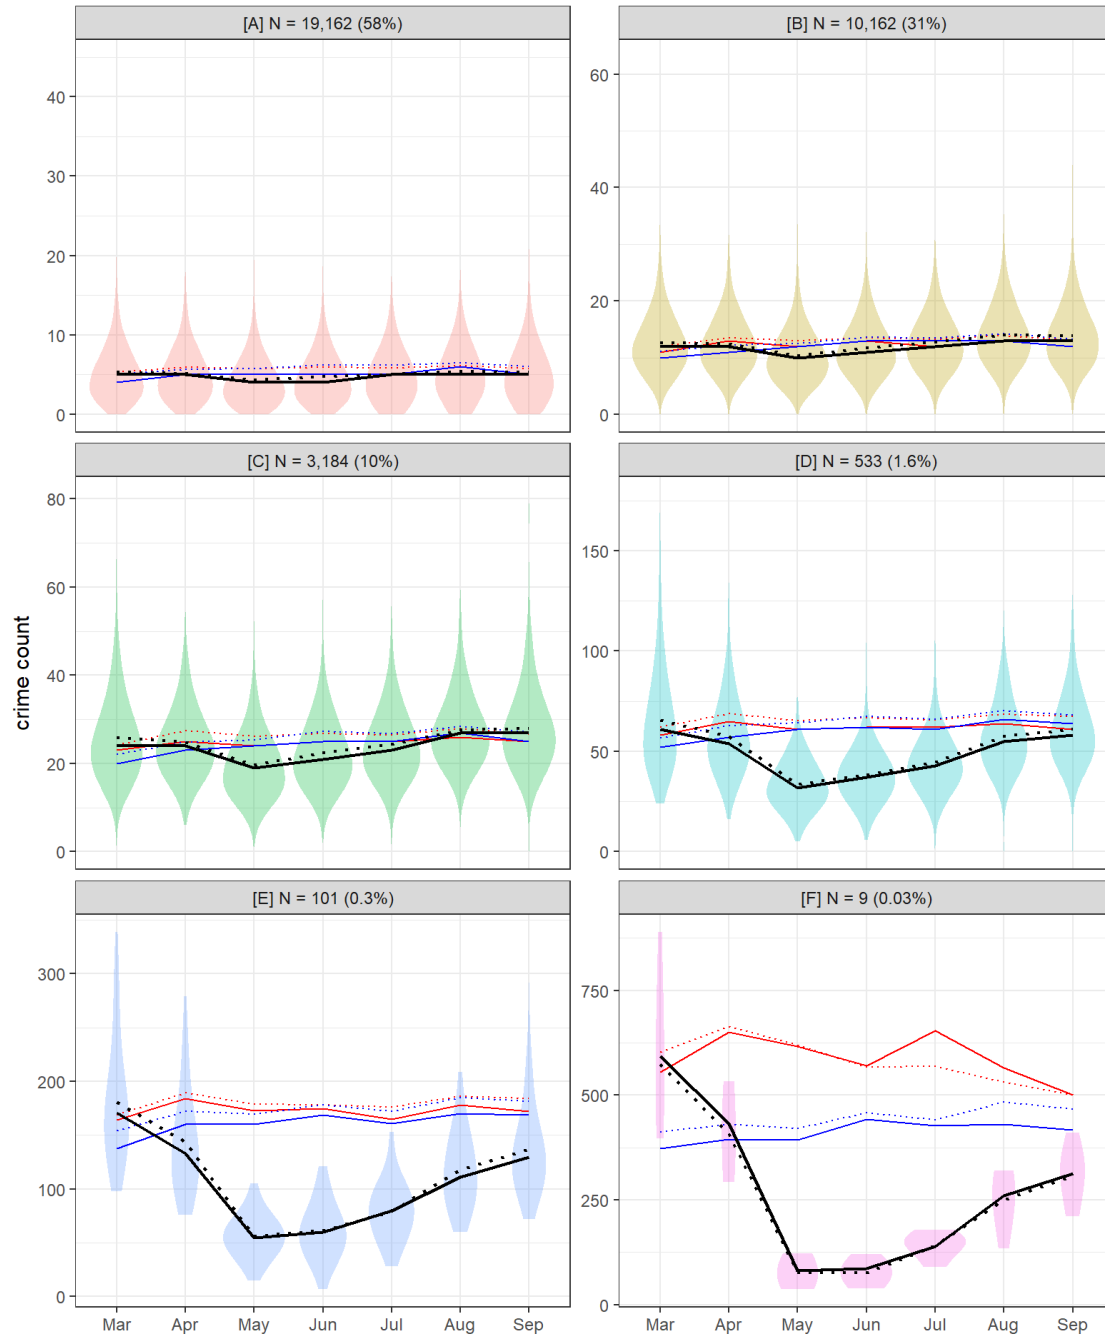 [A] N = 19,162 (58%)
[B] N = 10,162 (31%)
40
30
20
10
0
60
40
20
0
[C] N = 3,184 (10%)
[D] N = 533 (1.6%)
80
60
40
20
0
150
100
50
0
crime count
[E] N = 101 (0.3%)
[F] N = 9 (0.03%)
300
200
100
0
750
500
250
0
Mar Apr May Jun Jul Aug Sep
Mar Apr May Jun Jul Aug Sep